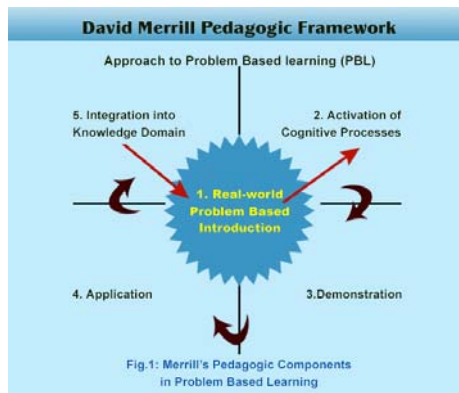 David Merrill Pedagogic Framework
Approach to Problem Based learning (PBL)
5. Integration into
Knowledge Domain
2. Activation of
Cognitive Processes
1. Real-world
Problem Based
Introduction
4. Application
3.Demonstration
Fig.1: Merrill's Pedagogic Components
in Problem Based Learning